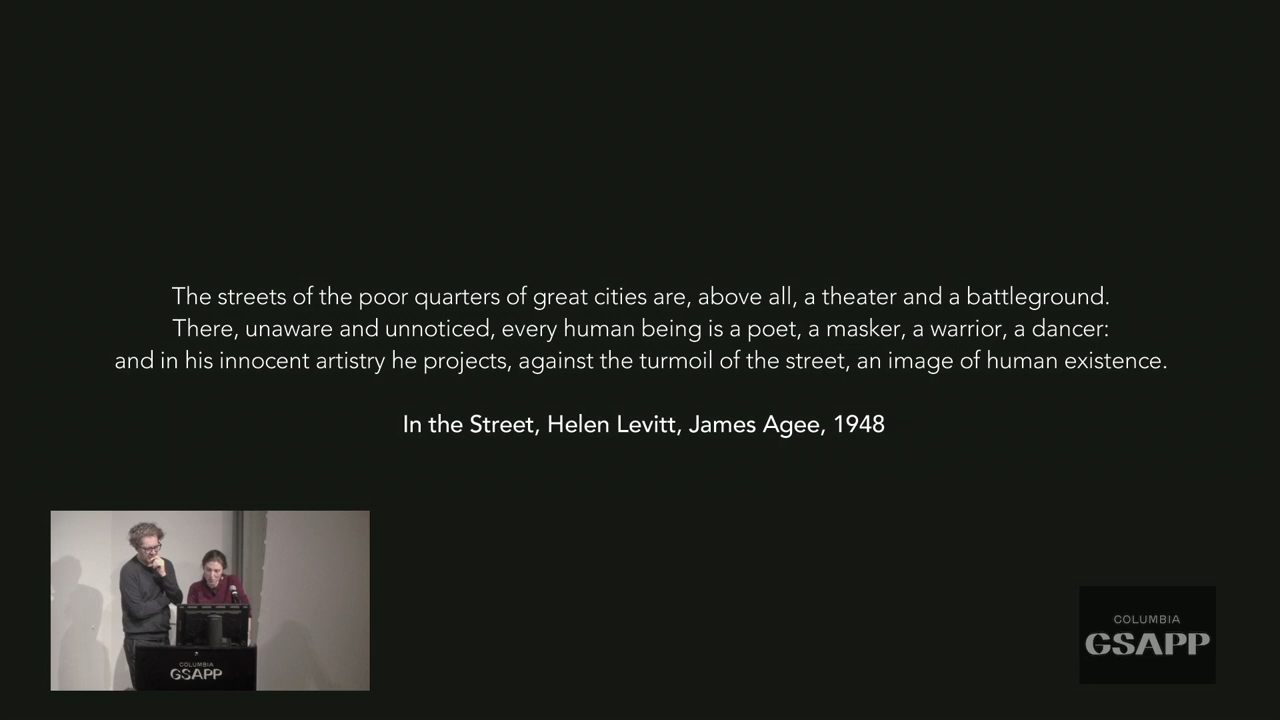 The streets of the poor quarters of great cities are, above all, a theater and a battleground.
There, unaware and unnoticed, every human being is a poet, a masker, a warrior, a dancer:
and in his innocent artistry he projects, against the turmoil of the street, an image of human existence.
In the Street, Helen Levitt, James Agee, 1948
COLUMBIA
GSAPP
COLUMBIA
GSAPP